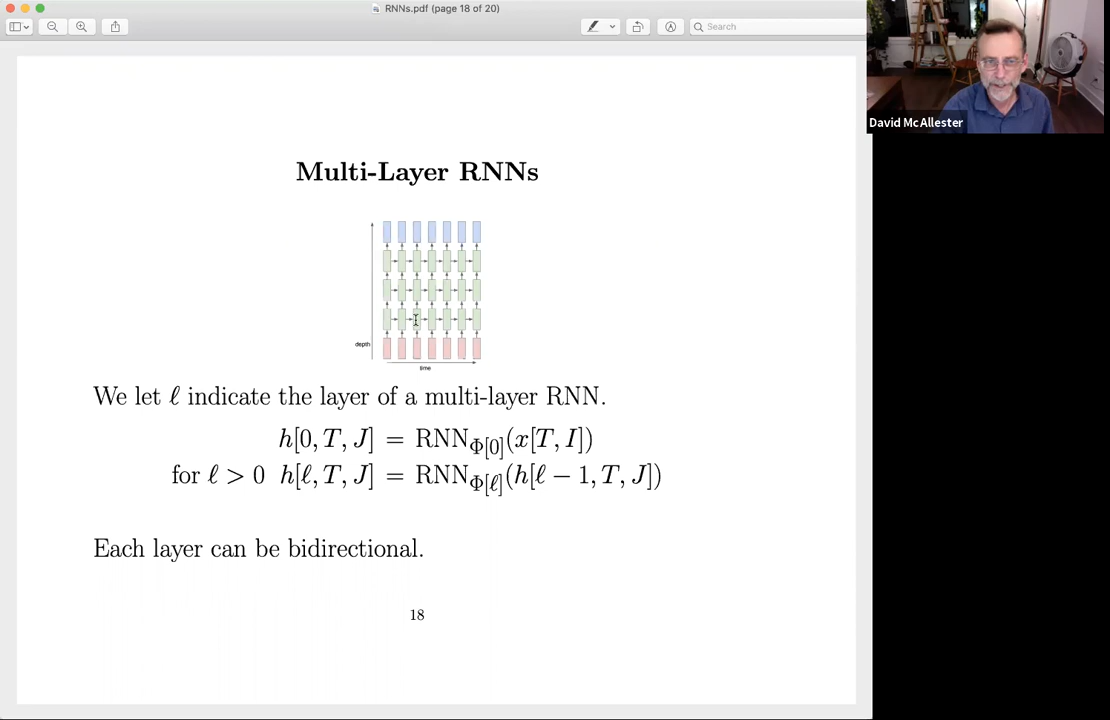 RNNs.pdf (page 18 of 20)
Search
David McAllester
Multi-Layer RNNs
depth
time
We let ℓ indicate the layer of a multi-layer RNN.
h[0, T, J] = RNN_Φ[0](x[T, I])
for ℓ > 0 h[ℓ, T, J] = RNN_Φ[ℓ](h[ℓ − 1, T, J])
Each layer can be bidirectional.
18